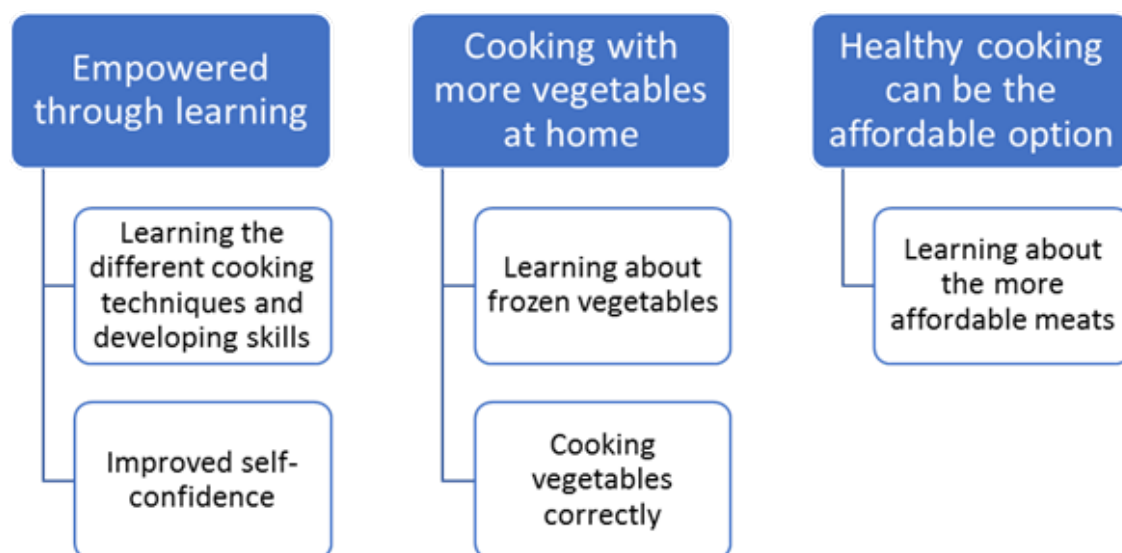 Empowered
through learning
Learning the
different cooking
techniques and
developing skills
Improved self-
confidence
Cooking with
more vegetables
at home
Learning about
frozen vegetables
Cooking
vegetables
correctly
Healthy cooking
can be the
affordable option
Learning about
the more
affordable meats